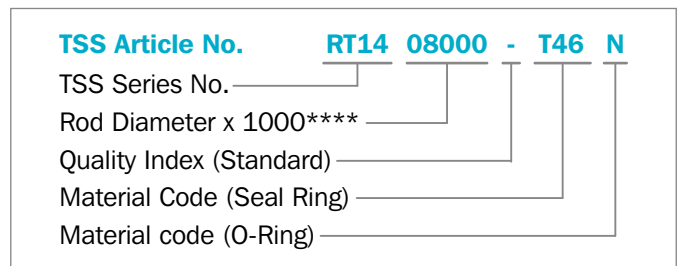 TSS Article No. RT14 08000 - T46 N
TSS Series No.
Rod Diameter x 1000****
Quality Index (Standard)
Material Code (Seal Ring)
Material code (O-Ring)